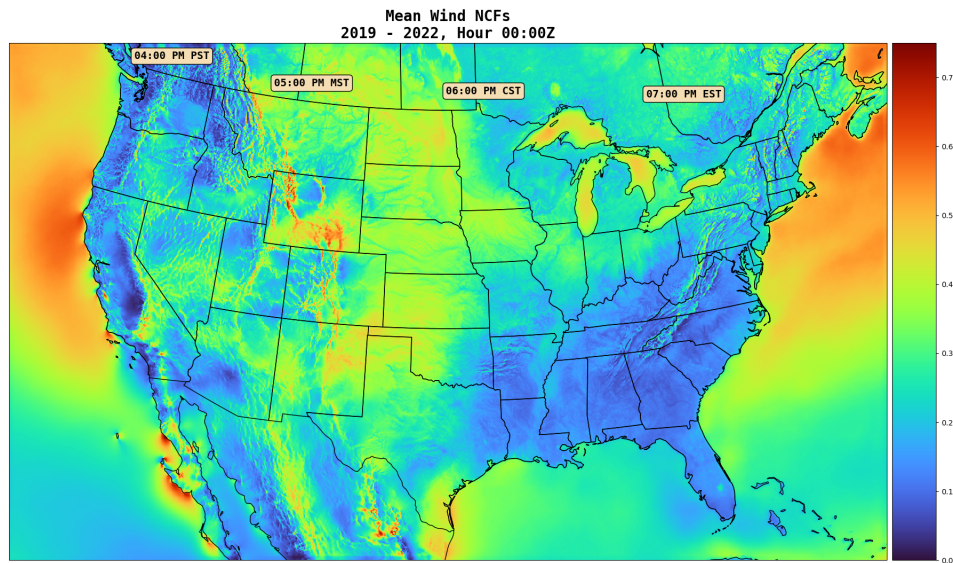 Mean Wind NCFs
2019 - 2022, Hour 00:00Z
04:00 PM PST
05:00 PM MST
06:00 PM CST
07:00 PM EST
0.7
0.6
0.5
0.4
0.3
0.2
0.1
0.0